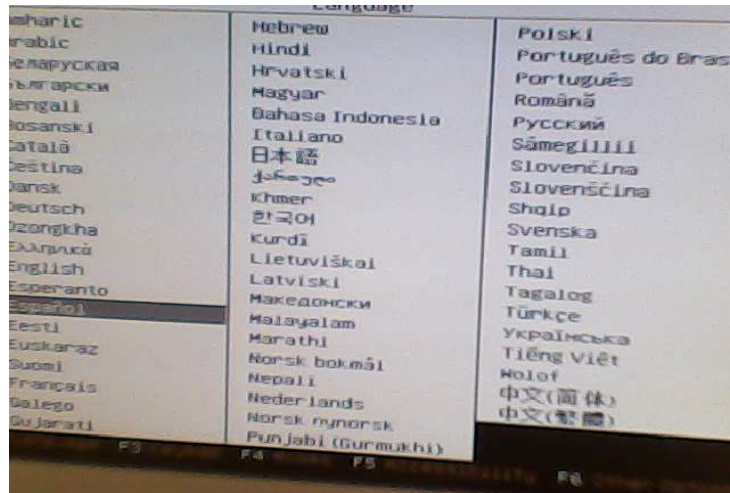 Language
Amharic
Arabic
Беларуская
Български
Bengali
Bosanski
Català
Čeština
Dansk
Deutsch
Dzongkha
Ελληνικά
English
Esperanto
Español
Eesti
Euskaraz
Suomi
Français
Galego
Gujarati
Hebrew
Hindi
Hrvatski
Magyar
Bahasa Indonesia
Italiano
日本語
ქართული
Khmer
한국어
Kurdî
Lietuviškai
Latviski
Македонски
Malayalam
Marathi
Norsk bokmål
Nepali
Nederlands
Norsk nynorsk
Punjabi (Gurmukhi)
Polski
Português do Bras
Português
Română
Русский
Sámegillii
Slovenčina
Slovenščina
Shqip
Svenska
Tamil
Thai
Tagalog
Türkçe
Українська
Tiếng Việt
Wolof
中文(简体)
中文(繁體)
F3 F4 F5 F6